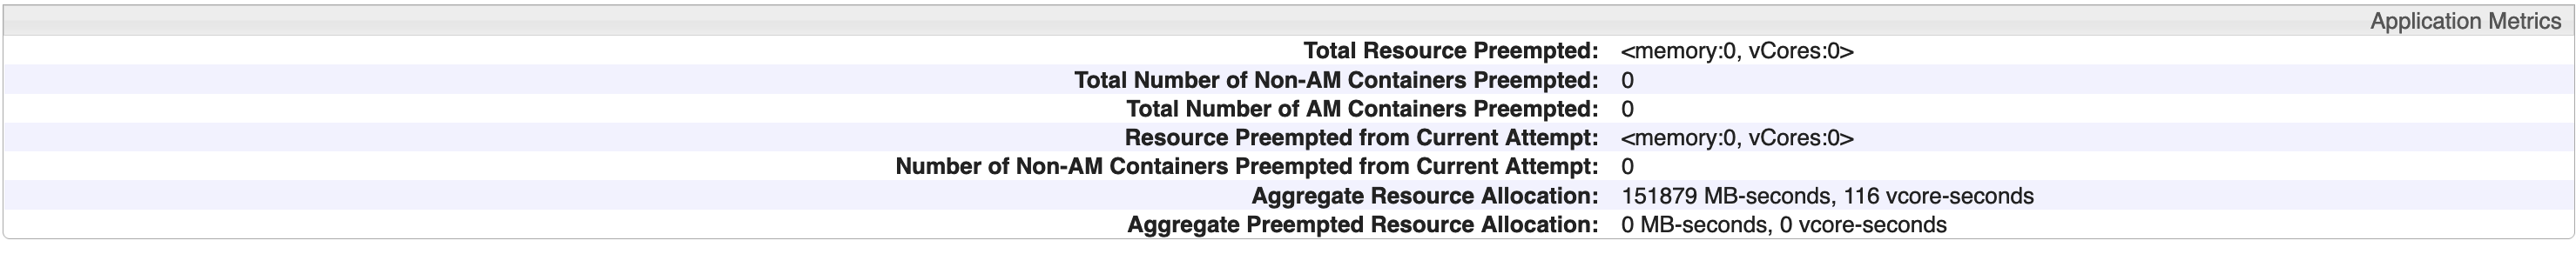 Application Metrics
Total Resource Preempted: <memory:0, vCores:0>
Total Number of Non-AM Containers Preempted: 0
Total Number of AM Containers Preempted: 0
Resource Preempted from Current Attempt: <memory:0, vCores:0>
Number of Non-AM Containers Preempted from Current Attempt: 0
Aggregate Resource Allocation: 151879 MB-seconds, 116 vcore-seconds
Aggregate Preempted Resource Allocation: 0 MB-seconds, 0 vcore-seconds